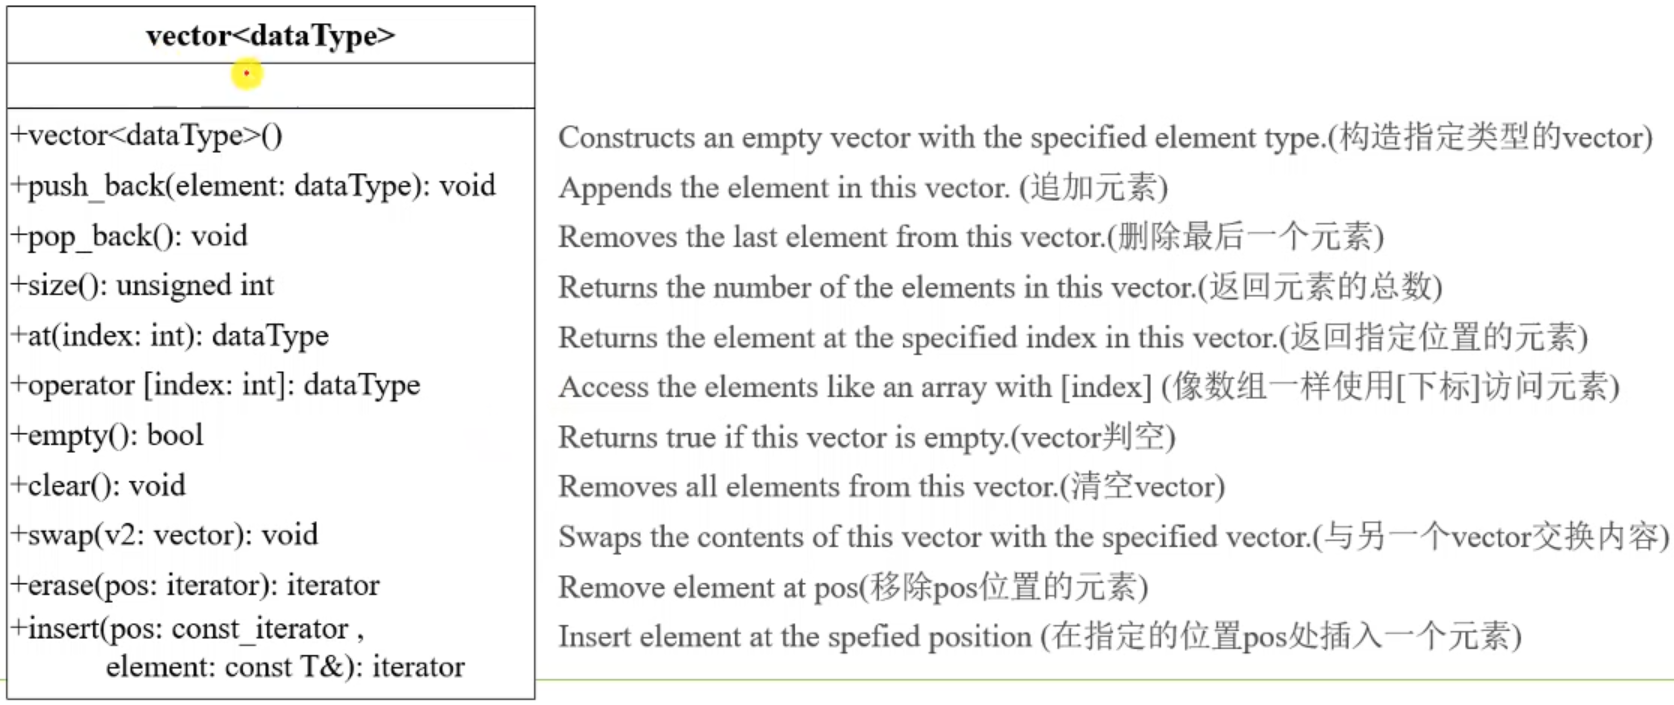 vector<dataType>
+vector<dataType>() Constructs an empty vector with the specified element type.(构造指定类型的vector)
+push_back(element: dataType): void Appends the element in this vector. (追加元素)
+pop_back(): void Removes the last element from this vector.(删除最后一个元素)
+size(): unsigned int Returns the number of the elements in this vector.(返回元素的总数)
+at(index: int): dataType Returns the element at the specified index in this vector.(返回指定位置的元素)
+operator [index: int]: dataType Access the elements like an array with [index] (像数组一样使用[下标]访问元素)
+empty(): bool Returns true if this vector is empty.(vector判空)
+clear(): void Removes all elements from this vector.(清空vector)
+swap(v2: vector): void Swaps the contents of this vector with the specified vector.(与另一个vector交换内容)
+erase(pos: iterator): iterator Remove element at pos(移除pos位置的元素)
+insert(pos: const_iterator , Insert element at the spefied position (在指定的位置pos处插入一个元素)
element: const T&): iterator